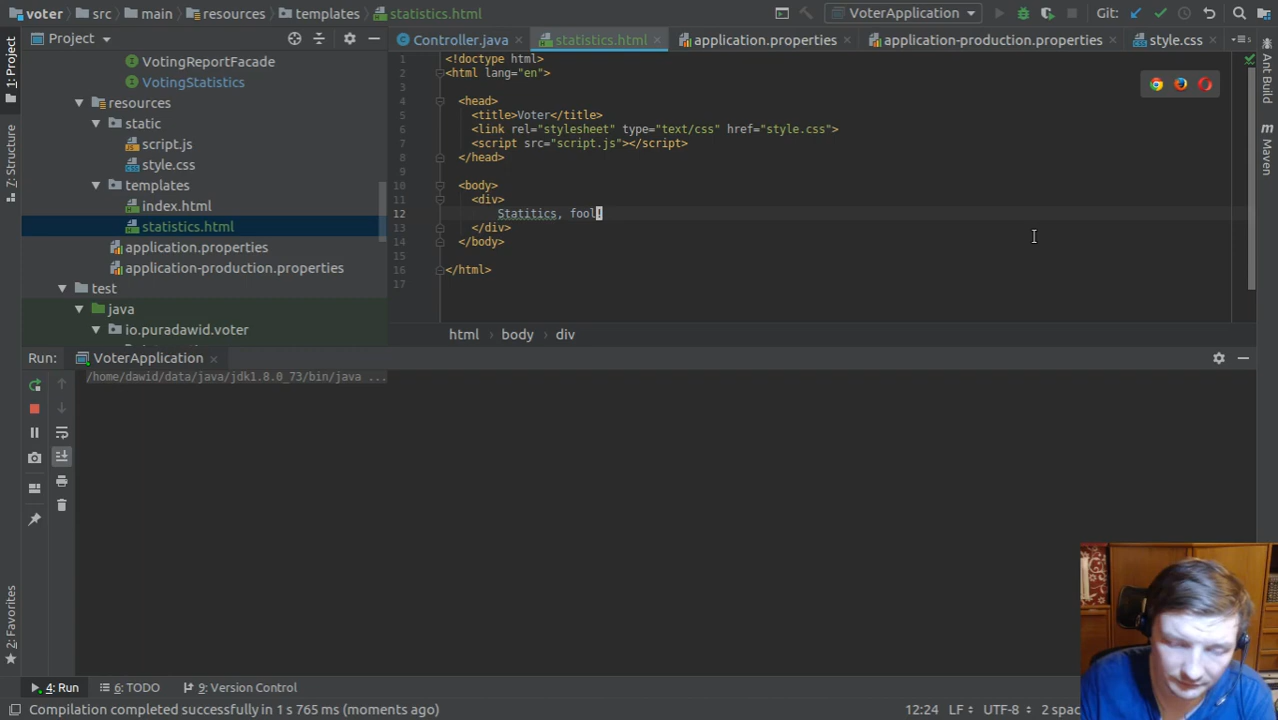 voter › src › main › resources › templates › statistics.html
VoterApplication
Git:
Project
Controller.java
statistics.html
application.properties
application-production.properties
style.css
1: Project
7: Structure
2: Favorites
Ant Build
Maven
VotingReportFacade
VotingStatistics
resources
static
script.js
style.css
templates
index.html
statistics.html
application.properties
application-production.properties
test
java
io.puradawid.voter
1 <!doctype html>
2 <html lang="en">
3
4 <head>
5 <title>Voter</title>
6 <link rel="stylesheet" type="text/css" href="style.css">
7 <script src="script.js"></script>
8 </head>
9
10 <body>
11 <div>
12 Statitics, fool!
13 </div>
14 </body>
15
16 </html>
17
html › body › div
Run: VoterApplication
/home/dawid/data/java/jdk1.8.0_73/bin/java ...
4: Run
6: TODO
9: Version Control
Compilation completed successfully in 1 s 765 ms (moments ago)
12:24 LF UTF-8 2 spac